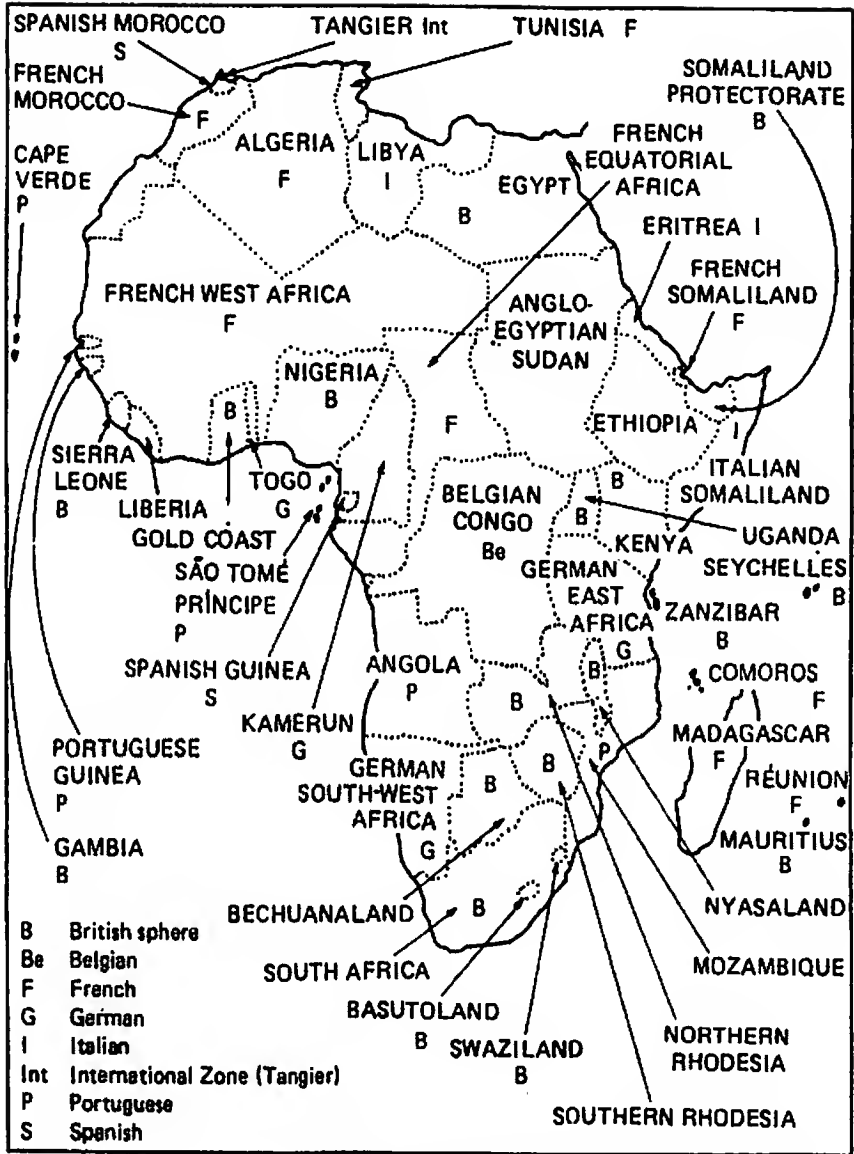 SPANISH MOROCCO
S
TANGIER Int
TUNISIA F
SOMALILAND
PROTECTORATE
B
FRENCH
MOROCCO
F
ALGERIA
F
LIBYA
I
FRENCH
EQUATORIAL
AFRICA
CAPE
VERDE
P
EGYPT
B
ERITREA I
FRENCH
SOMALILAND
F
FRENCH WEST AFRICA
F
ANGLO-
EGYPTIAN
SUDAN
NIGERIA
B
B
F
ETHIOPIA
I
SIERRA
LEONE
B
LIBERIA
TOGO
G
GOLD COAST
SÃO TOMÉ
PRÍNCIPE
P
BELGIAN
CONGO
Be
B
B
ITALIAN
SOMALILAND
UGANDA
KENYA
SEYCHELLES
B
GERMAN
EAST
AFRICA
G
ZANZIBAR
B
SPANISH GUINEA
S
ANGOLA
P
B
COMOROS
F
KAMERUN
G
B
MADAGASCAR
F
PORTUGUESE
GUINEA
P
GERMAN
SOUTH-WEST
AFRICA
G
B
B
P
RÉUNION
F
MAURITIUS
B
GAMBIA
B
BECHUANALAND
B
NYASALAND
SOUTH AFRICA
MOZAMBIQUE
BASUTOLAND
B
SWAZILAND
B
NORTHERN
RHODESIA
SOUTHERN RHODESIA
B British sphere
Be Belgian
F French
G German
I Italian
Int International Zone (Tangier)
P Portuguese
S Spanish